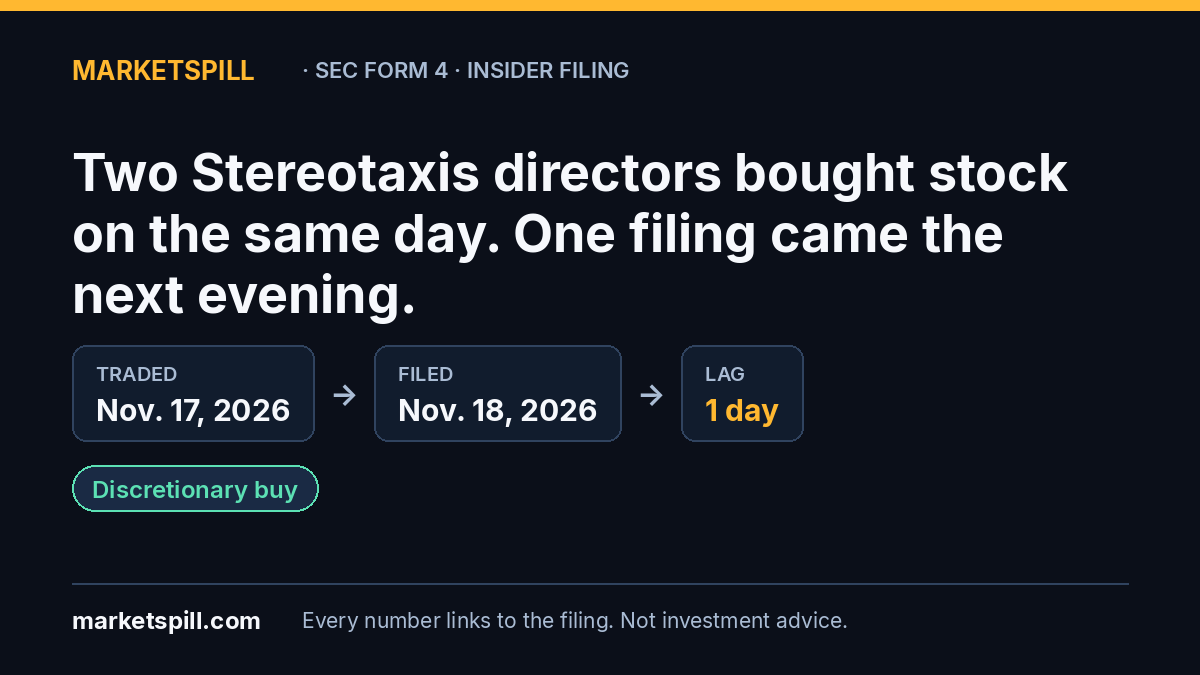 MARKETSPILL · SEC FORM 4 · INSIDER FILING
Two Stereotaxis directors bought stock
on the same day. One filing came the
next evening.
TRADED
Nov. 17, 2026
→
FILED
Nov. 18, 2026
→
LAG
1 day
Discretionary buy
marketspill.com Every number links to the filing. Not investment advice.